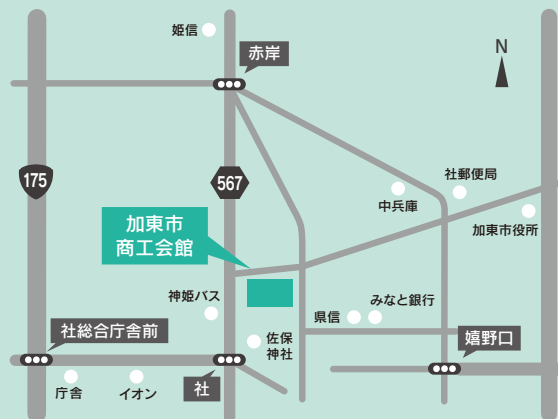 姫信
赤岸
N
175
567
社郵便局
中兵庫
加東市役所
加東市
商工会館
神姫バス
みなと銀行
県信
社総合庁舎前
佐保
神社
嬉野口
社
庁舎
イオン